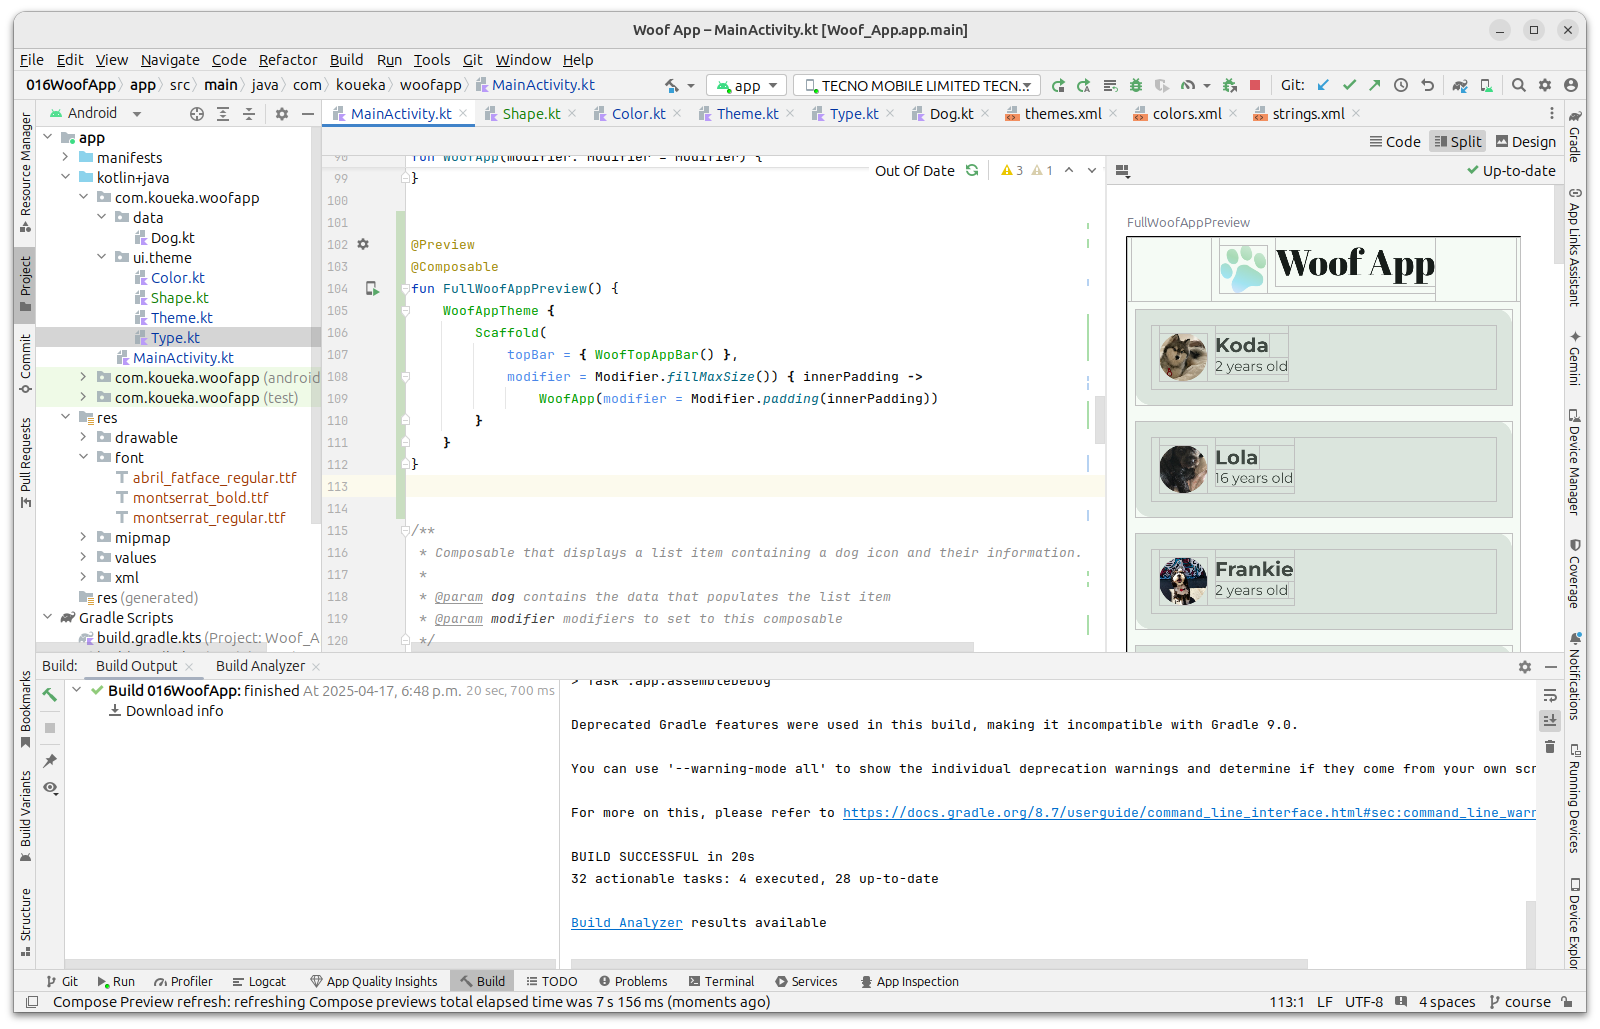 Woof App – MainActivity.kt [Woof_App.app.main]
File Edit View Navigate Code Refactor Build Run Tools Git Window Help
016WoofApp app src main java com koueka woofapp MainActivity.kt
app TECNO MOBILE LIMITED TECN... Git:
Resource Manager
Project
Commit
Pull Requests
Bookmarks
Build Variants
Structure
Android
app
manifests
kotlin+java
com.koueka.woofapp
data
Dog.kt
ui.theme
Color.kt
Shape.kt
Theme.kt
Type.kt
MainActivity.kt
com.koueka.woofapp (android
com.koueka.woofapp (test)
res
drawable
font
abril_fatface_regular.ttf
montserrat_bold.ttf
montserrat_regular.ttf
mipmap
values
xml
res (generated)
Gradle Scripts
build.gradle.kts (Project: Woof_A
MainActivity.kt Shape.kt Color.kt Theme.kt Type.kt Dog.kt themes.xml colors.xml strings.xml
Code Split Design
Out Of Date 3 1
Up-to-date
98 fun WoofApp(modifier: Modifier = Modifier) {
99 }
100
101
102 @Preview
103 @Composable
104 fun FullWoofAppPreview() {
105 WoofAppTheme {
106 Scaffold(
107 topBar = { WoofTopAppBar() },
108 modifier = Modifier.fillMaxSize()) { innerPadding ->
109 WoofApp(modifier = Modifier.padding(innerPadding))
110 }
111 }
112 }
113
114
115 /**
116 * Composable that displays a list item containing a dog icon and their information.
117 *
118 * @param dog contains the data that populates the list item
119 * @param modifier modifiers to set to this composable
120 */
FullWoofAppPreview
Woof App
Koda
2 years old
Lola
16 years old
Frankie
2 years old
Gradle
App Links Assistant
Gemini
Device Manager
Coverage
Notifications
Running Devices
Device Explor
Build: Build Output Build Analyzer
Build 016WoofApp: finished At 2025-04-17, 6:48 p.m. 20 sec, 700 ms
Download info
> Task :app:assembleDebug
Deprecated Gradle features were used in this build, making it incompatible with Gradle 9.0.
You can use '--warning-mode all' to show the individual deprecation warnings and determine if they come from your own scr
For more on this, please refer to https://docs.gradle.org/8.7/userguide/command_line_interface.html#sec:command_line_warn
BUILD SUCCESSFUL in 20s
32 actionable tasks: 4 executed, 28 up-to-date
Build Analyzer results available
Git Run Profiler Logcat App Quality Insights Build TODO Problems Terminal Services App Inspection
Compose Preview refresh: refreshing Compose previews total elapsed time was 7 s 156 ms (moments ago)
113:1 LF UTF-8 4 spaces course